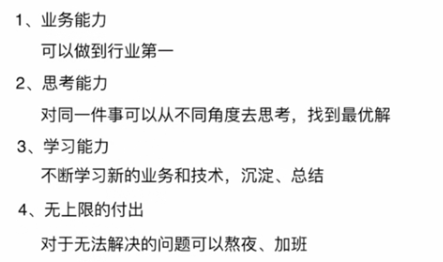 1、业务能力
可以做到行业第一
2、思考能力
对同一件事可以从不同角度去思考，找到最优解
3、学习能力
不断学习新的业务和技术，沉淀、总结
4、无上限的付出
对于无法解决的问题可以熬夜、加班